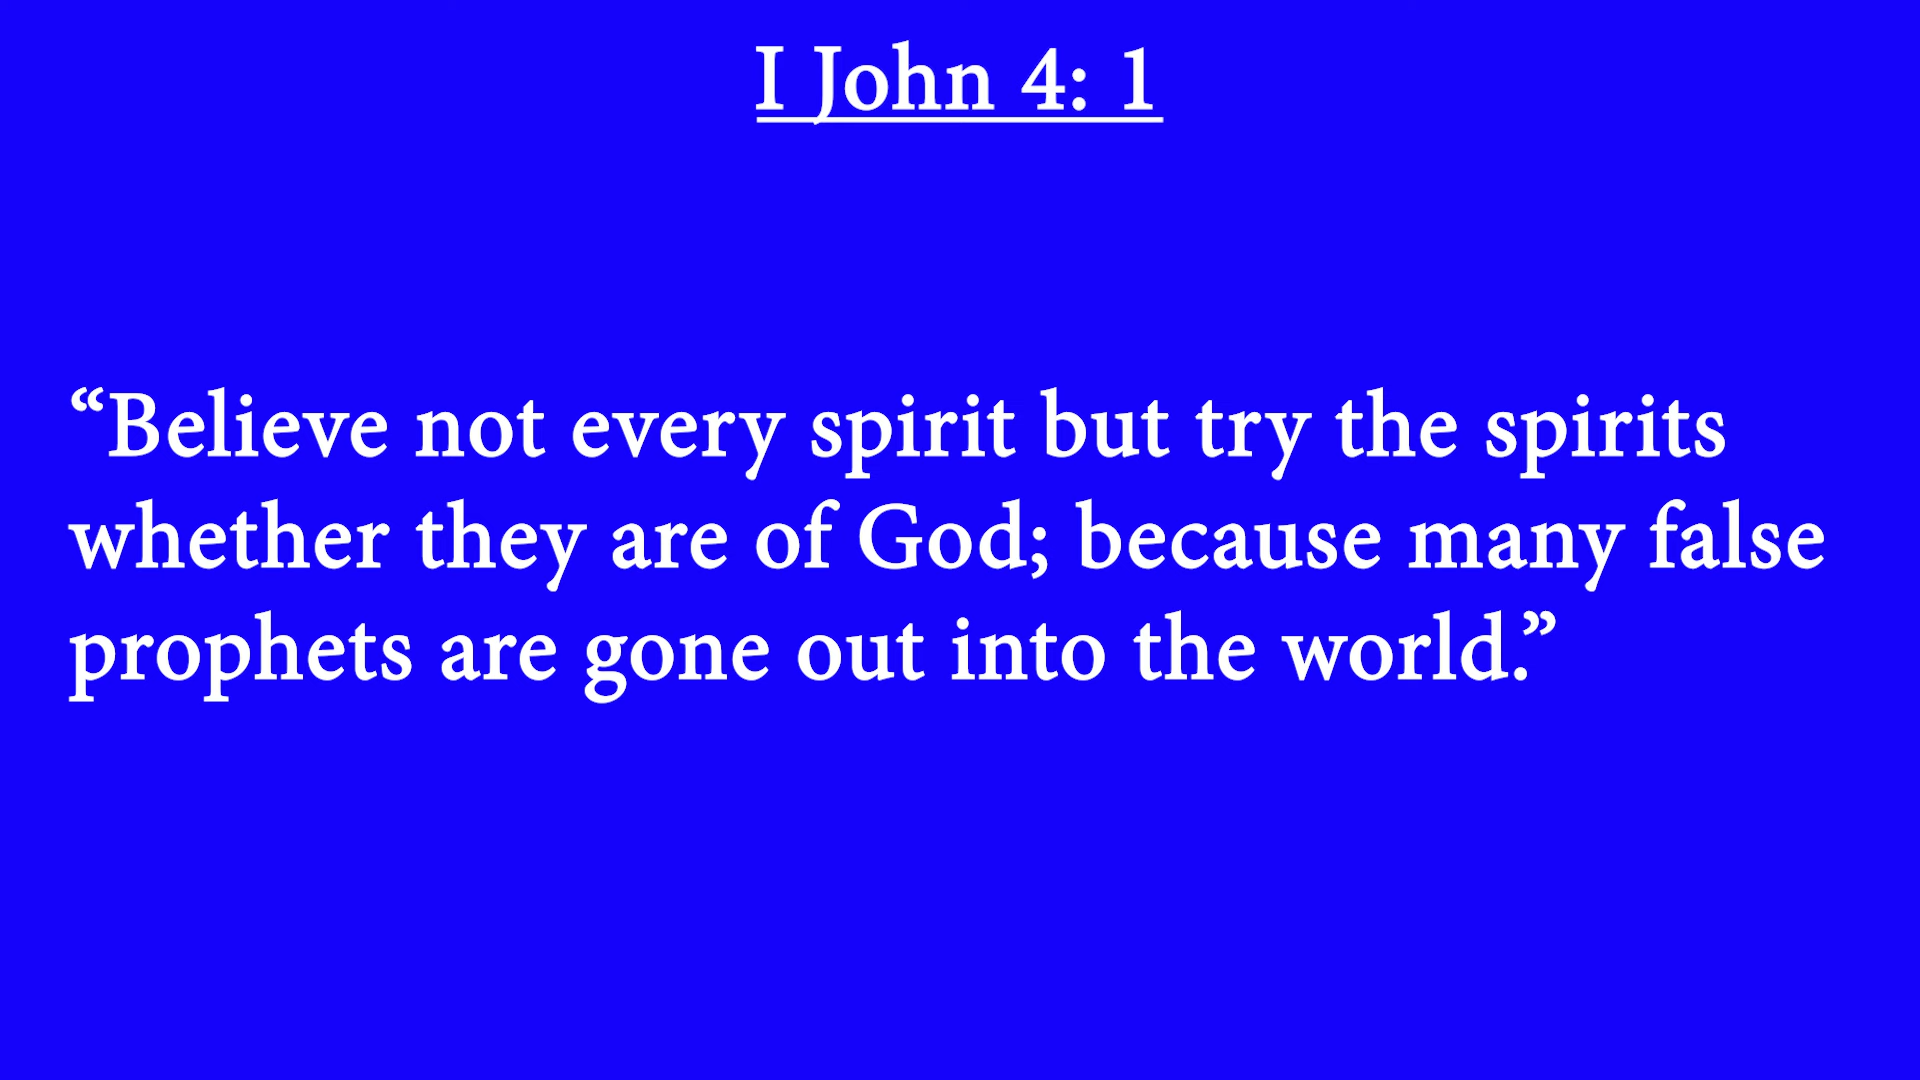 I John 4: 1
“Believe not every spirit but try the spirits
whether they are of God; because many false
prophets are gone out into the world.”